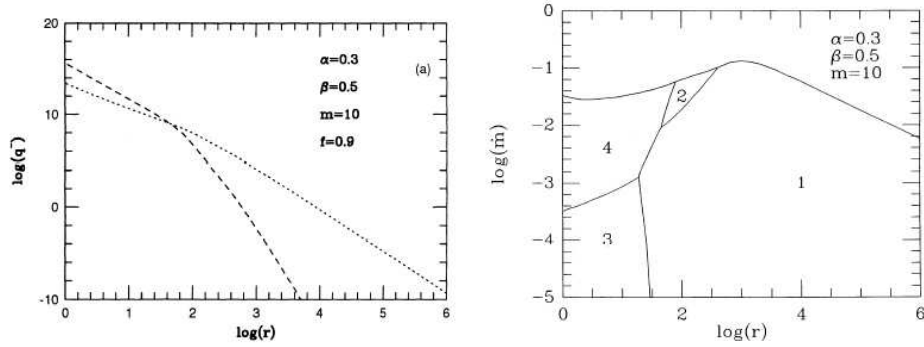 20
10
0
-10
log(q⁻)
α=0.3
β=0.5
m=10
f=0.9
(a)
0 1 2 3 4 5 6
log(r)
-0
-1
-2
-3
-4
-5
log(ṁ)
α=0.3
β=0.5
m=10
2
4
1
3
0 2 4 6
log(r)